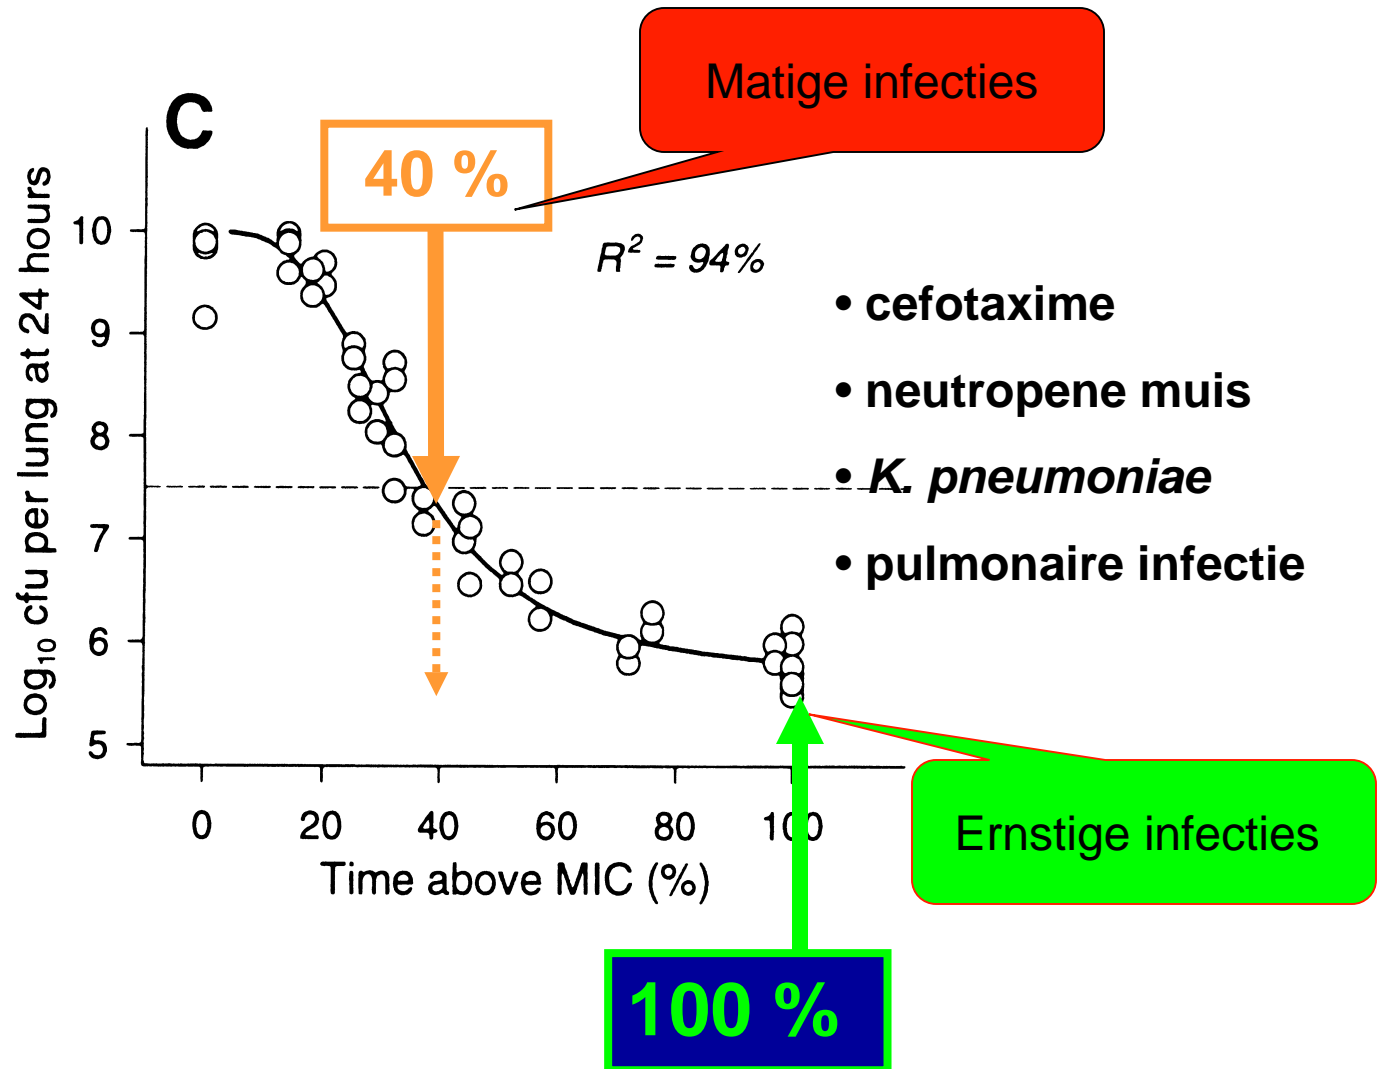 Matige infecties
C
40 %
R² = 94%
Log₁₀ cfu per lung at 24 hours
10
9
8
7
6
5
• cefotaxime
• neutropene muis
• K. pneumoniae
• pulmonaire infectie
0 20 40 60 80 100
Time above MIC (%)
Ernstige infecties
100 %